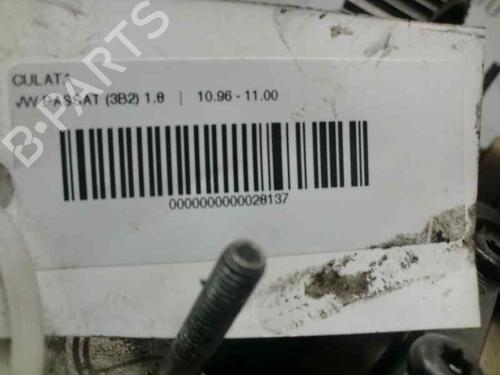 CULATA
VW PASSAT (3B2) 1.8 | 10.96 - 11.00
0000000000028137
B-PARTS